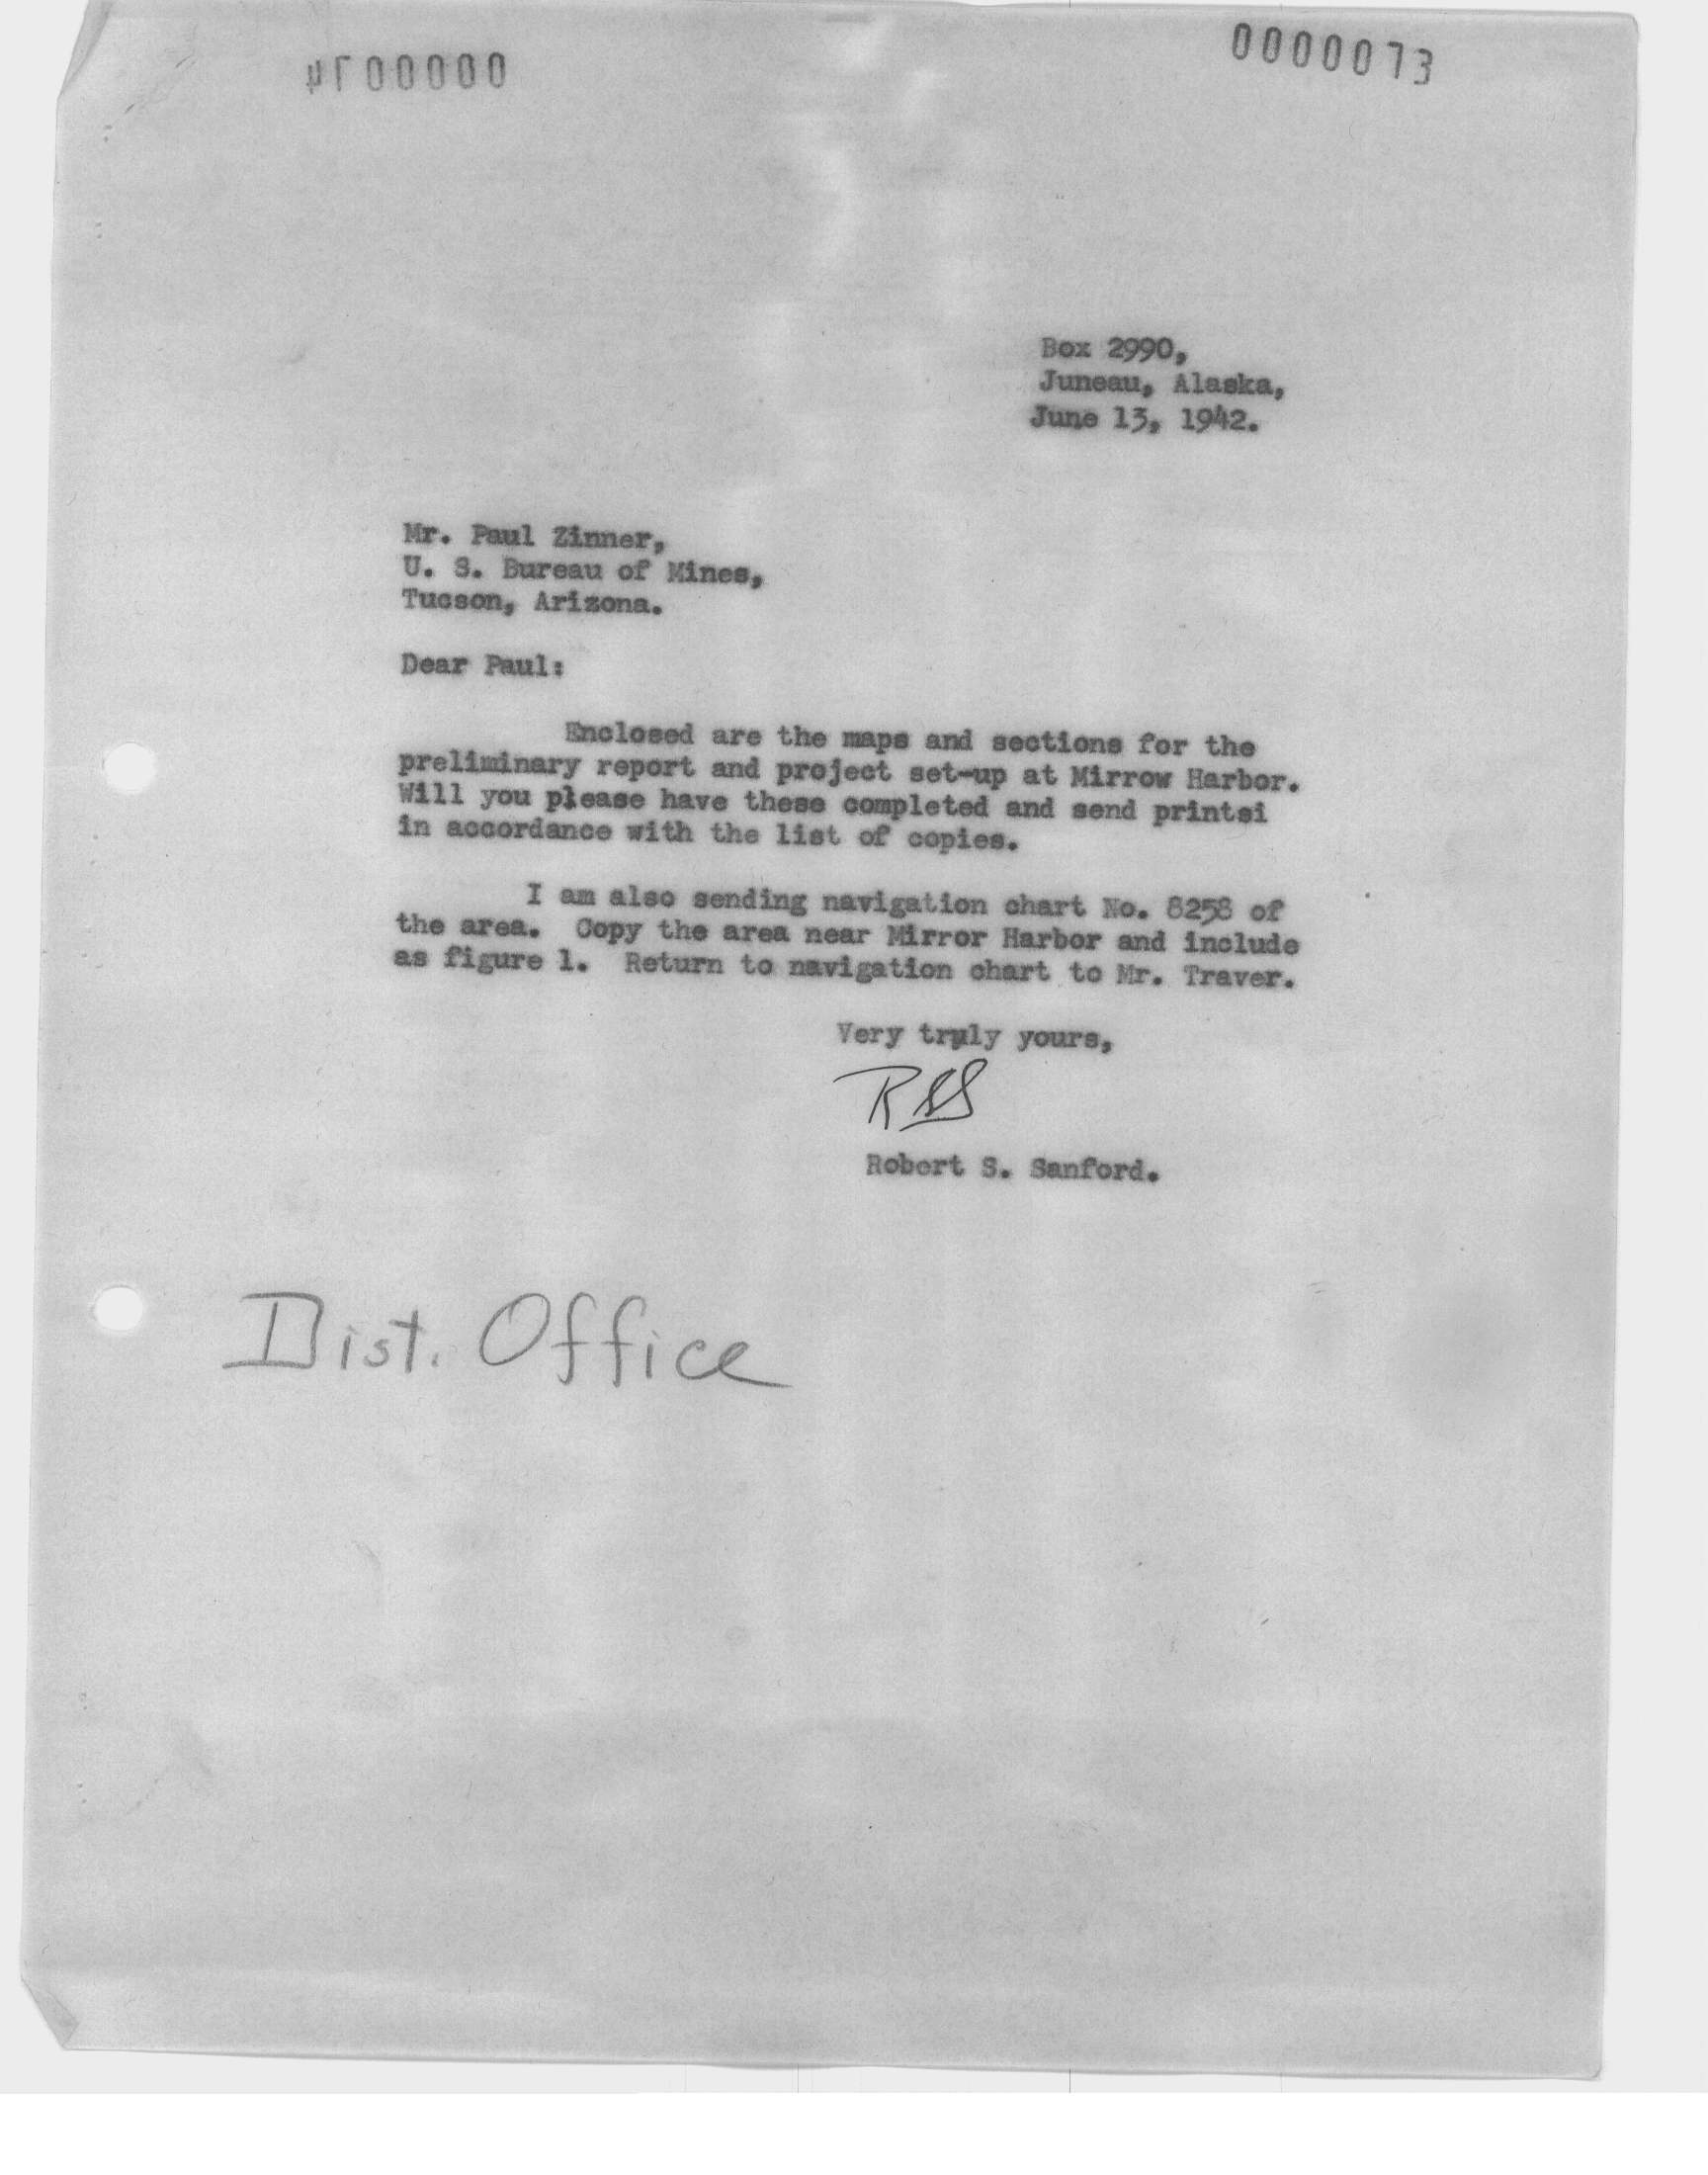 0000073
Box 2990,
Juneau, Alaska,
June 13, 1942.
Mr. Paul Zinner,
U. S. Bureau of Mines,
Tucson, Arizona.
Dear Paul:
Enclosed are the maps and sections for the
preliminary report and project set-up at Mirrow Harbor.
Will you please have these completed and send printsi
in accordance with the list of copies.
I am also sending navigation chart No. 8258 of
the area. Copy the area near Mirror Harbor and include
as figure 1. Return to navigation chart to Mr. Traver.
Very truly yours,
RSS
Robert S. Sanford.
Dist. Office